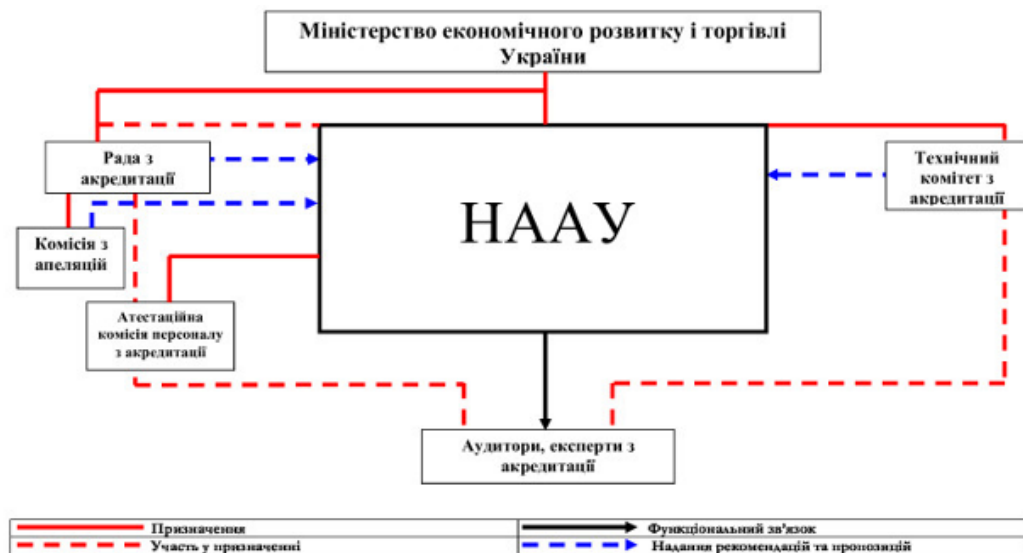 Міністерство економічного розвитку і торгівлі
України
Рада з
акредитації
НААУ
Технічний
комітет з
акредитації
Комісія з
апеляцій
Атестаційна
комісія персоналу
з акредитації
Аудитори, експерти з
акредитації
Призначення
Функціональний зв'язок
Участь у призначенні
Надання рекомендацій та пропозицій